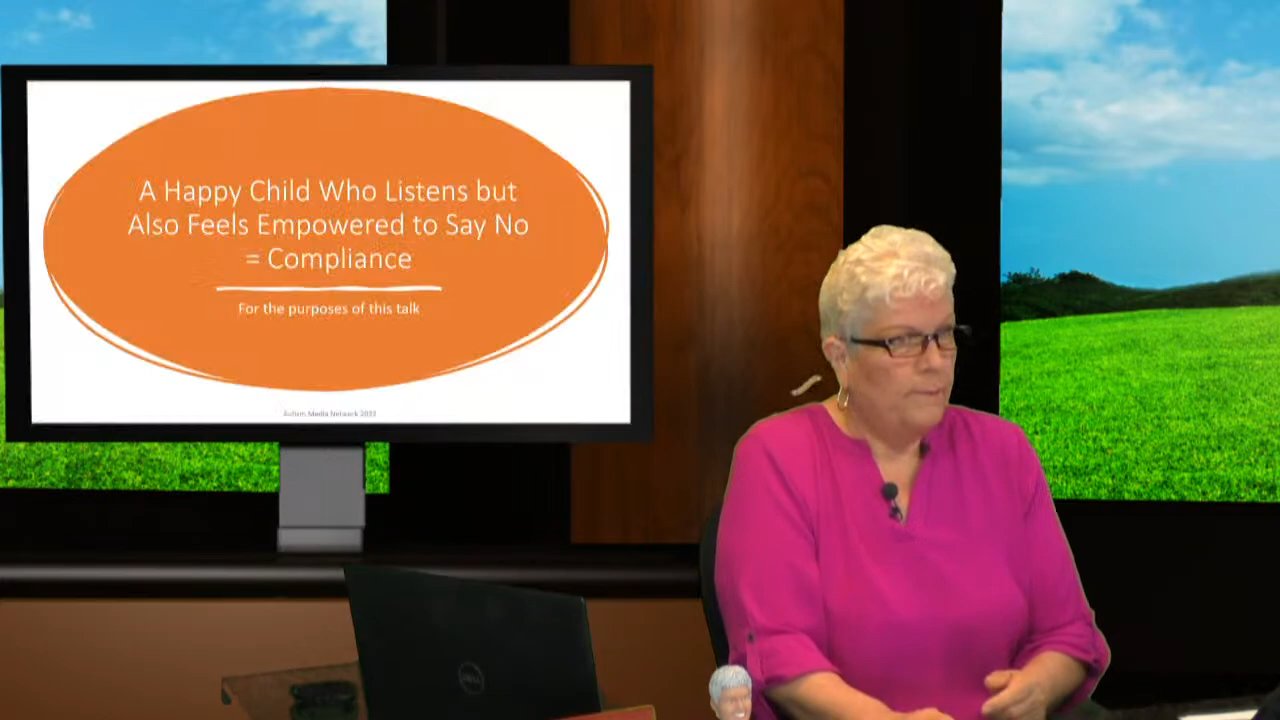 A Happy Child Who Listens but
Also Feels Empowered to Say No
= Compliance
For the purposes of this talk
Autism Media Network 2022
DELL